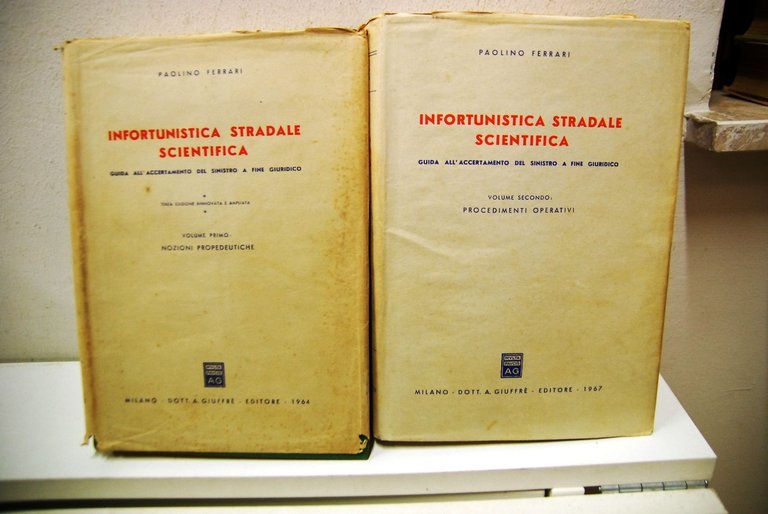 PAOLINO FERRARI
INFORTUNISTICA STRADALE
SCIENTIFICA
GUIDA ALL'ACCERTAMENTO DEL SINISTRO A FINE GIURIDICO
TERZA EDIZIONE RINNOVATA E AMPLIATA
VOLUME PRIMO:
NOZIONI PROPEDEUTICHE
AG
MILANO - DOTT. A. GIUFFRÈ - EDITORE - 1964
PAOLINO FERRARI
INFORTUNISTICA STRADALE
SCIENTIFICA
GUIDA ALL'ACCERTAMENTO DEL SINISTRO A FINE GIURIDICO
VOLUME SECONDO:
PROCEDIMENTI OPERATIVI
AG
MILANO - DOTT. A. GIUFFRÈ - EDITORE - 1967